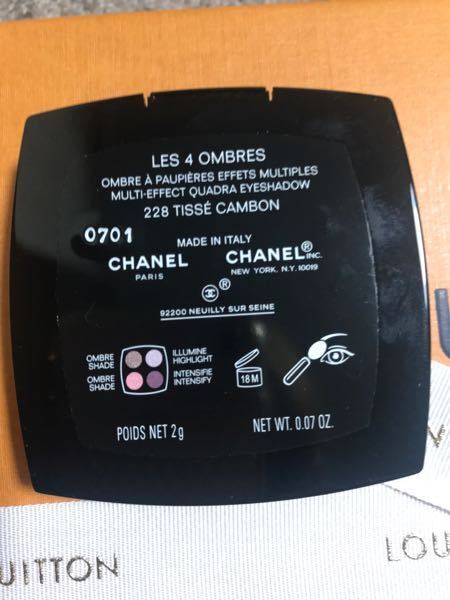 LES 4 OMBRES
OMBRE À PAUPIÈRES EFFETS MULTIPLES
MULTI-EFFECT QUADRA EYESHADOW
228 TISSÉ CAMBON
0701
MADE IN ITALY
CHANEL CHANEL® INC.
PARIS NEW YORK, N.Y. 10019
®
92200 NEUILLY SUR SEINE
OMBRE ILLUMINE
SHADE HIGHLIGHT
OMBRE INTENSIFIE
SHADE INTENSIFY
18 M
POIDS NET 2g NET WT. 0.07 OZ.
LOU
UITTON